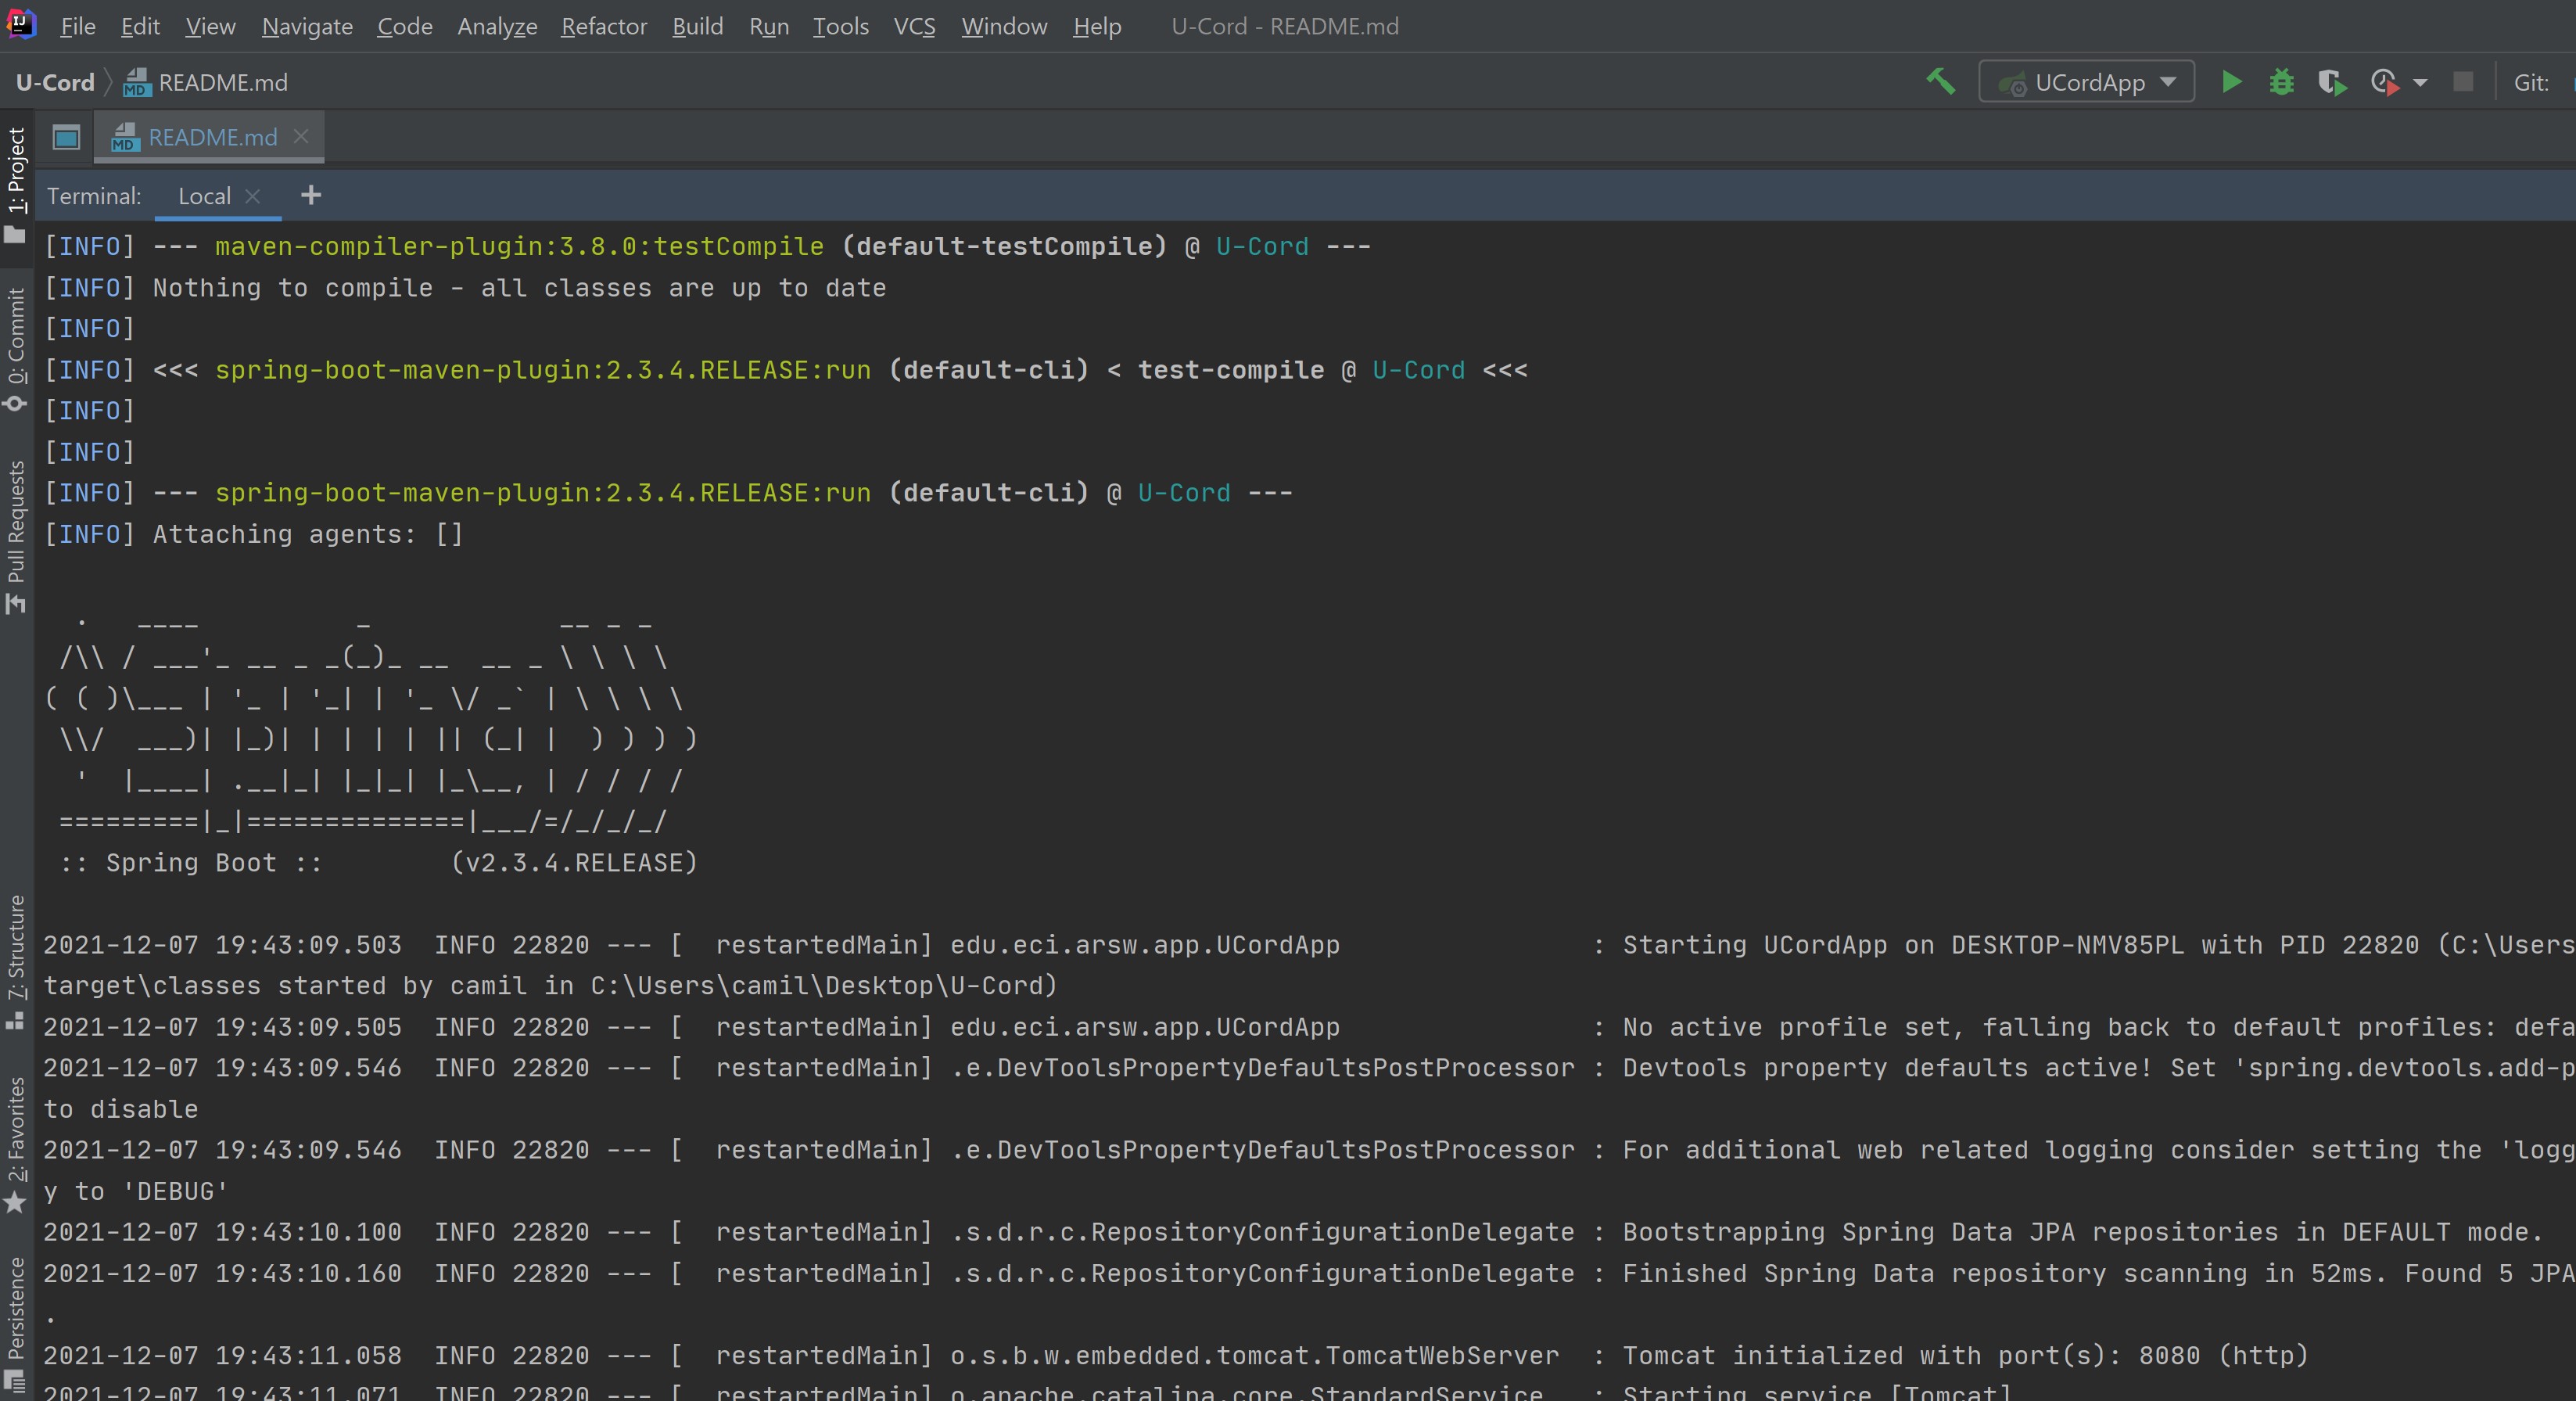 File Edit View Navigate Code Analyze Refactor Build Run Tools VCS Window Help U-Cord - README.md
U-Cord README.md UCordApp Git:
README.md
Terminal: Local +
1: Project
0: Commit
Pull Requests
7: Structure
2: Favorites
Persistence
[INFO] --- maven-compiler-plugin:3.8.0:testCompile (default-testCompile) @ U-Cord ---
[INFO] Nothing to compile - all classes are up to date
[INFO]
[INFO] <<< spring-boot-maven-plugin:2.3.4.RELEASE:run (default-cli) < test-compile @ U-Cord <<<
[INFO]
[INFO]
[INFO] --- spring-boot-maven-plugin:2.3.4.RELEASE:run (default-cli) @ U-Cord ---
[INFO] Attaching agents: []
  .   ____          _            __ _ _
 /\\ / ___'_ __ _ _(_)_ __  __ _ \ \ \ \
( ( )\___ | '_ | '_| | '_ \/ _` | \ \ \ \
 \\/  ___)| |_)| | | | | || (_| |  ) ) ) )
  '  |____| .__|_| |_|_| |_\__, | / / / /
 =========|_|==============|___/=/_/_/_/
 :: Spring Boot ::        (v2.3.4.RELEASE)
2021-12-07 19:43:09.503  INFO 22820 --- [  restartedMain] edu.eci.arsw.app.UCordApp                : Starting UCordApp on DESKTOP-NMV85PL with PID 22820 (C:\Users
target\classes started by camil in C:\Users\camil\Desktop\U-Cord)
2021-12-07 19:43:09.505  INFO 22820 --- [  restartedMain] edu.eci.arsw.app.UCordApp                : No active profile set, falling back to default profiles: defa
2021-12-07 19:43:09.546  INFO 22820 --- [  restartedMain] .e.DevToolsPropertyDefaultsPostProcessor : Devtools property defaults active! Set 'spring.devtools.add-p
to disable
2021-12-07 19:43:09.546  INFO 22820 --- [  restartedMain] .e.DevToolsPropertyDefaultsPostProcessor : For additional web related logging consider setting the 'logg
y to 'DEBUG'
2021-12-07 19:43:10.100  INFO 22820 --- [  restartedMain] .s.d.r.c.RepositoryConfigurationDelegate : Bootstrapping Spring Data JPA repositories in DEFAULT mode.
2021-12-07 19:43:10.160  INFO 22820 --- [  restartedMain] .s.d.r.c.RepositoryConfigurationDelegate : Finished Spring Data repository scanning in 52ms. Found 5 JPA
.
2021-12-07 19:43:11.058  INFO 22820 --- [  restartedMain] o.s.b.w.embedded.tomcat.TomcatWebServer  : Tomcat initialized with port(s): 8080 (http)
2021-12-07 19:43:11.071  INFO 22820 --- [  restartedMain] o.apache.catalina.core.StandardService   : Starting service [Tomcat]